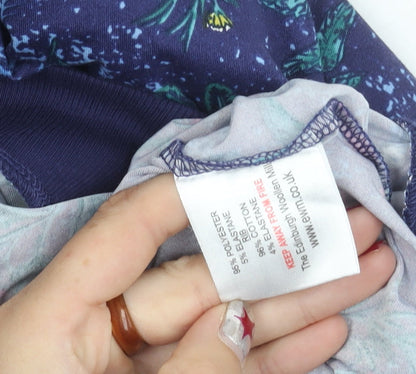 95% POLYESTER
5% ELASTANE
RIB
96% COTTON
4% ELASTANE
KEEP AWAY FROM FIRE
The Edinburgh Woollen Mill
www.ewm.co.uk